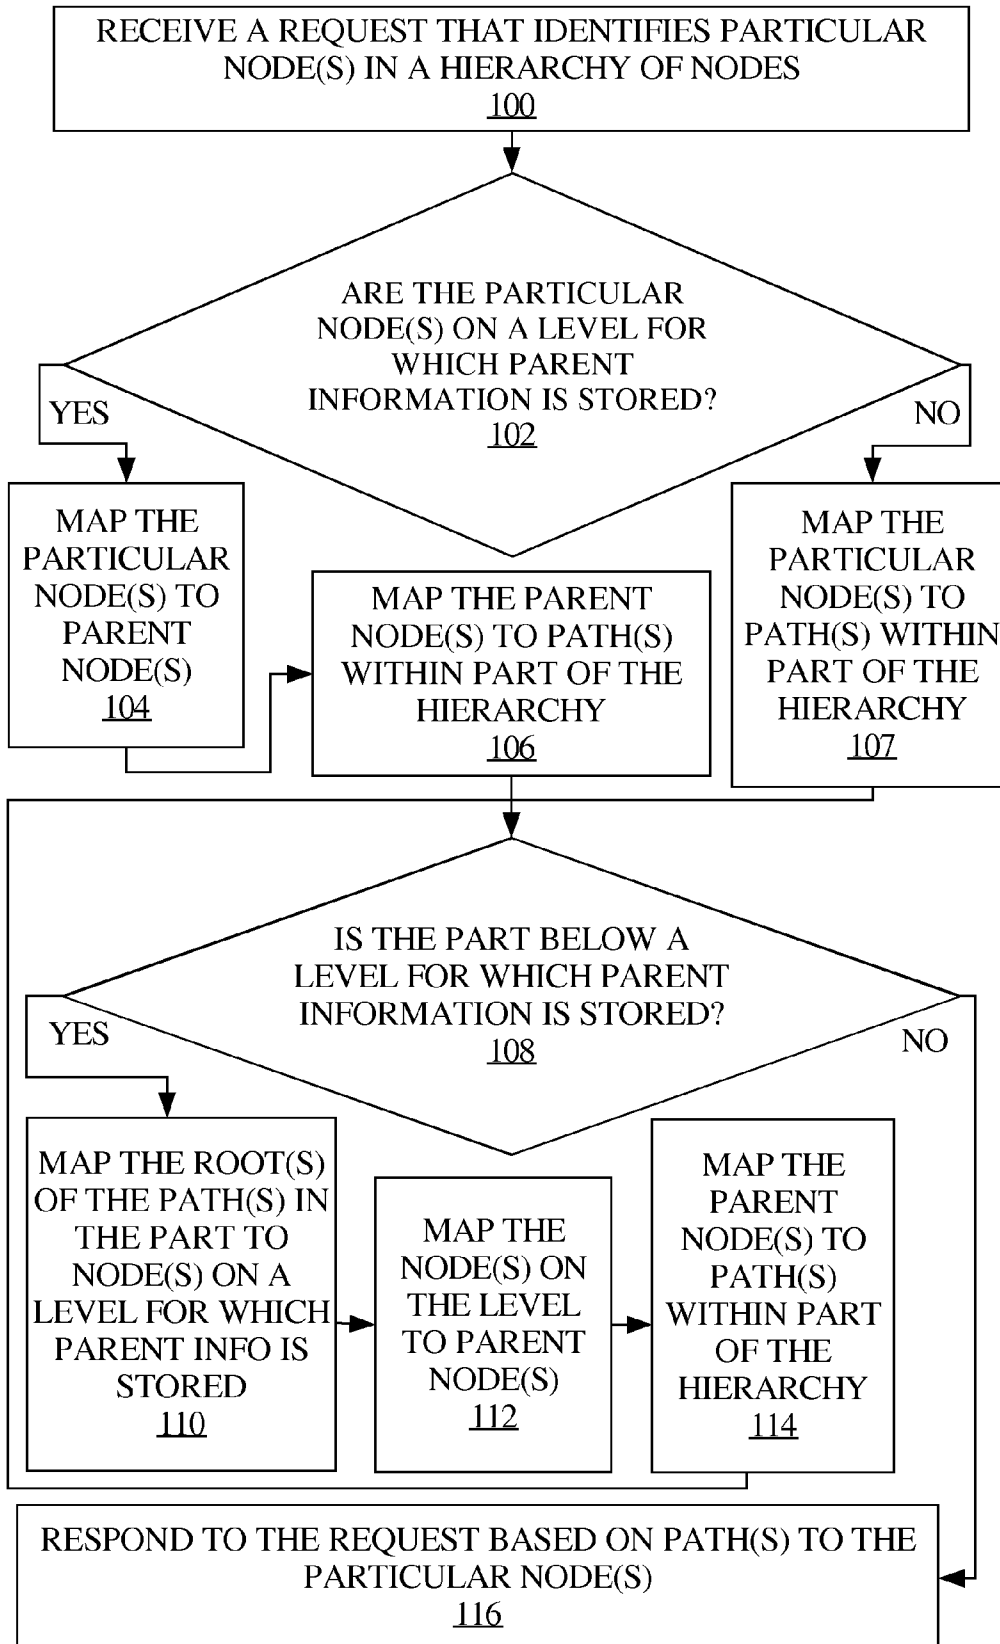 RECEIVE A REQUEST THAT IDENTIFIES PARTICULAR
NODE(S) IN A HIERARCHY OF NODES
100
ARE THE PARTICULAR
NODE(S) ON A LEVEL FOR
WHICH PARENT
INFORMATION IS STORED?
102
YES
NO
MAP THE
PARTICULAR
NODE(S) TO
PARENT
NODE(S)
104
MAP THE PARENT
NODE(S) TO PATH(S)
WITHIN PART OF THE
HIERARCHY
106
MAP THE
PARTICULAR
NODE(S) TO
PATH(S) WITHIN
PART OF THE
HIERARCHY
107
IS THE PART BELOW A
LEVEL FOR WHICH PARENT
INFORMATION IS STORED?
108
YES
NO
MAP THE ROOT(S)
OF THE PATH(S) IN
THE PART TO
NODE(S) ON A
LEVEL FOR WHICH
PARENT INFO IS
STORED
110
MAP THE
NODE(S) ON
THE LEVEL
TO PARENT
NODE(S)
112
MAP THE
PARENT
NODE(S) TO
PATH(S)
WITHIN PART
OF THE
HIERARCHY
114
RESPOND TO THE REQUEST BASED ON PATH(S) TO THE
PARTICULAR NODE(S)
116